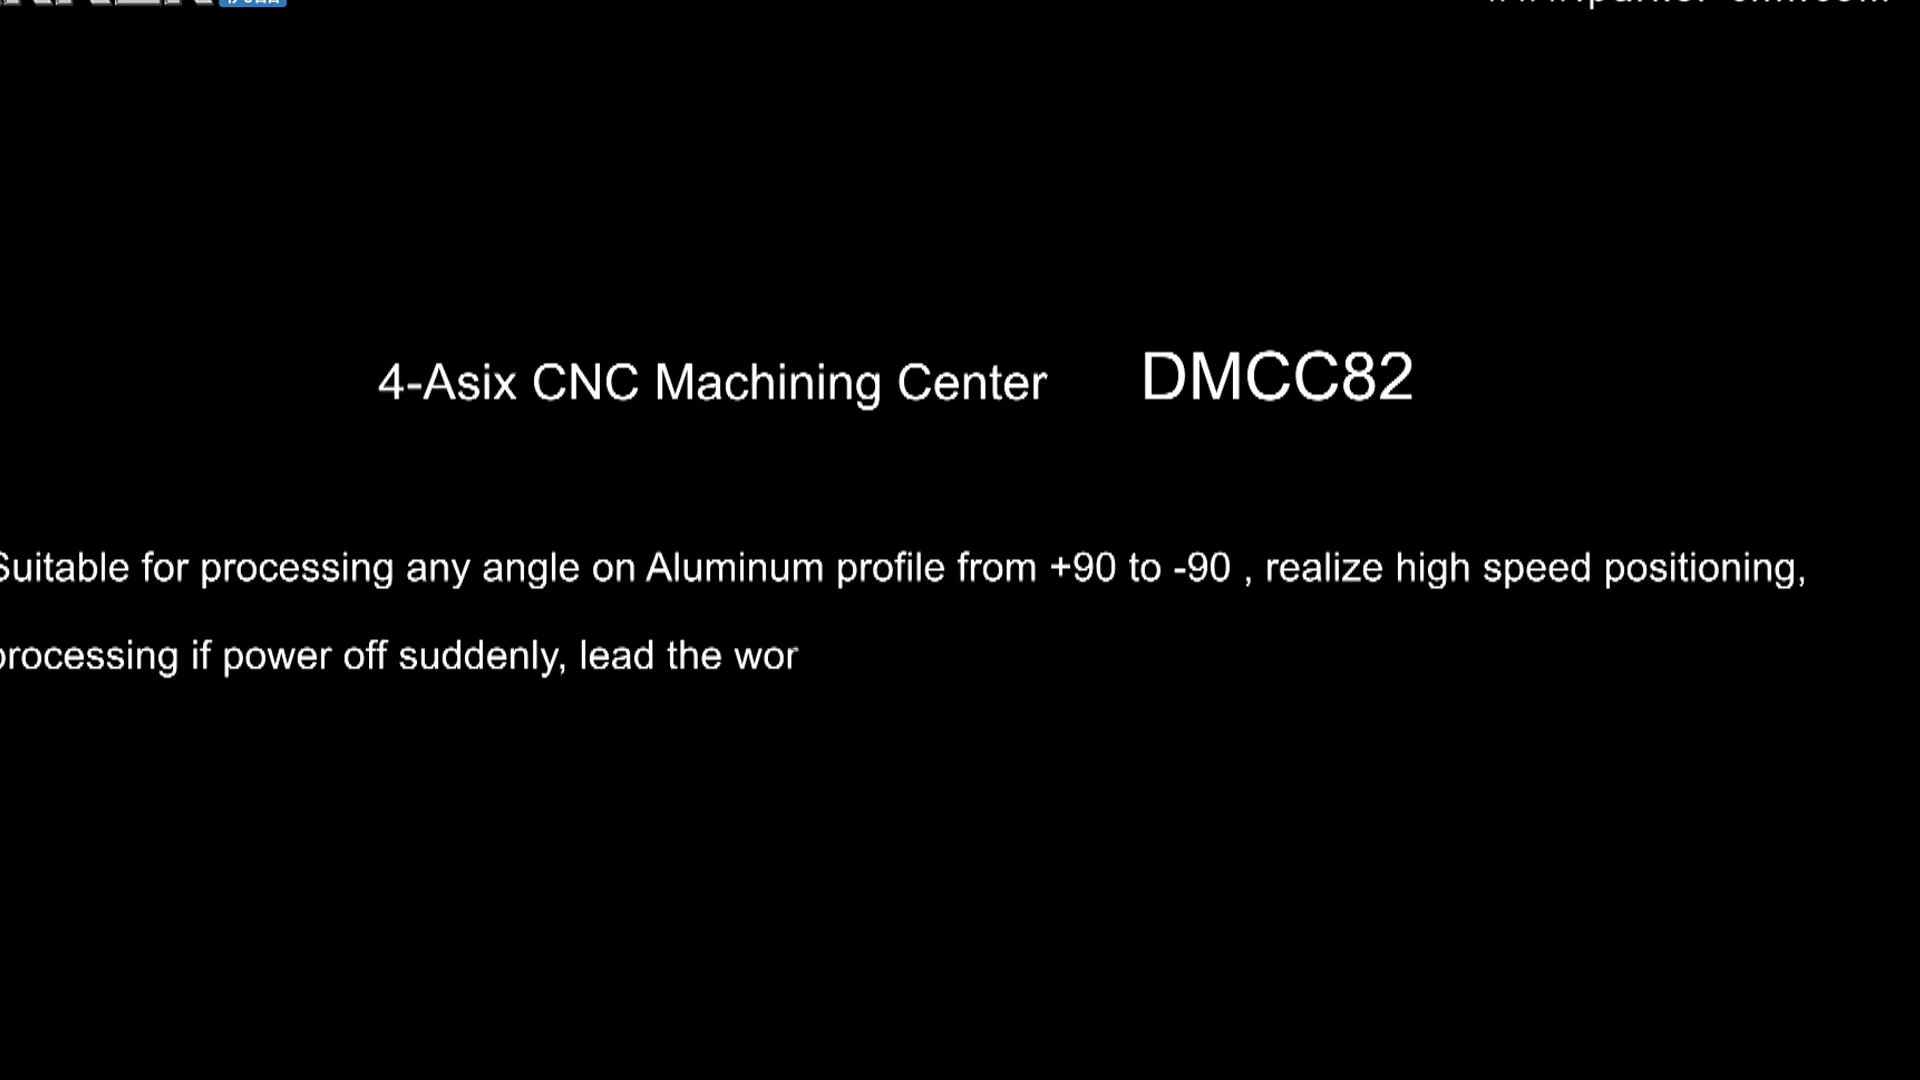 4-Asix CNC Machining Center DMCC82
Suitable for processing any angle on Aluminum profile from +90 to -90 , realize high speed positioning,
processing if power off suddenly, lead the wor